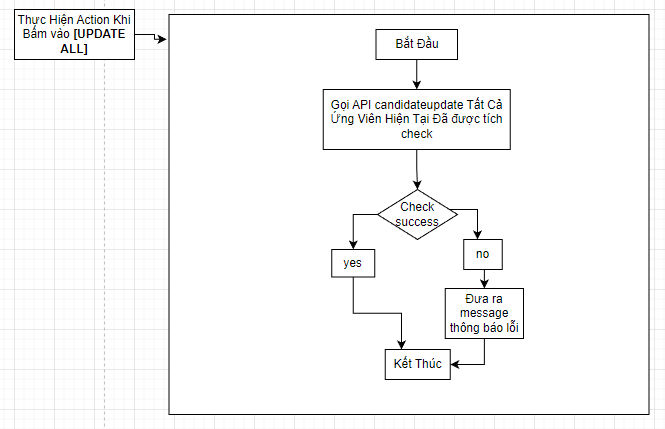 Thực Hiện Action Khi
Bấm vào [UPDATE
ALL]
Bắt Đầu
Gọi API candidateupdate Tất Cả
Ứng Viên Hiện Tại Đã được tích
check
Check
success
yes
no
Đưa ra
message
thông báo lỗi
Kết Thúc